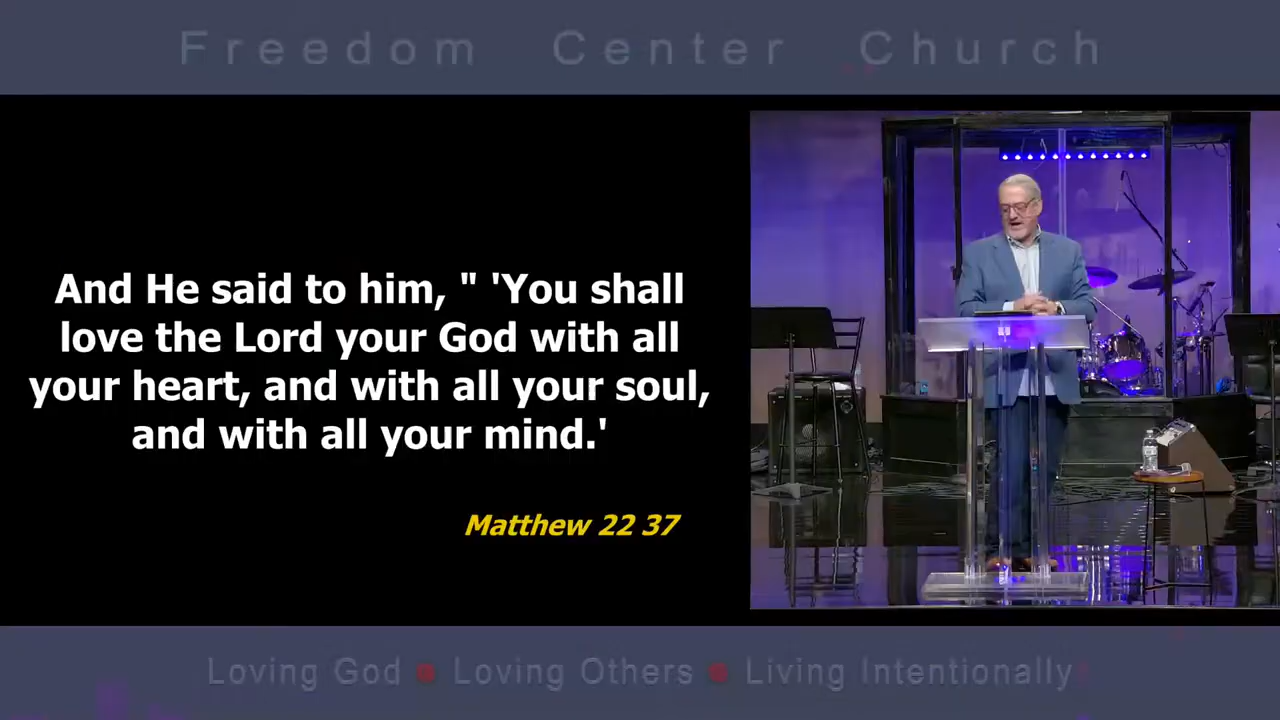 Freedom Center Church
And He said to him, " 'You shall
love the Lord your God with all
your heart, and with all your soul,
and with all your mind.'
Matthew 22 37
Loving God • Loving Others • Living Intentionally